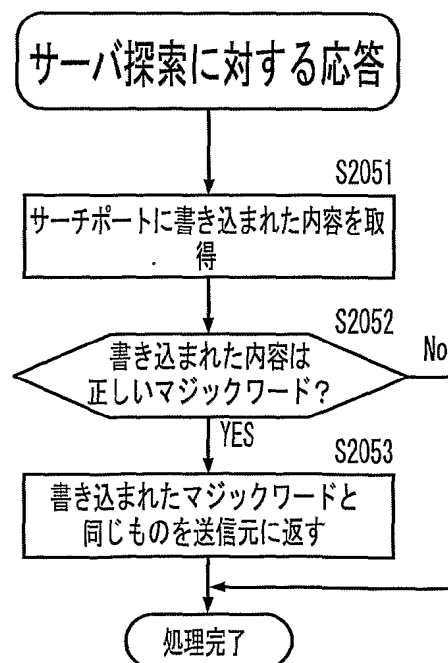 サーバ探索に対する応答
S2051
サーチポートに書き込まれた内容を取
得
S2052
書き込まれた内容は
正しいマジックワード？
No
YES
S2053
書き込まれたマジックワードと
同じものを送信元に返す
処理完了